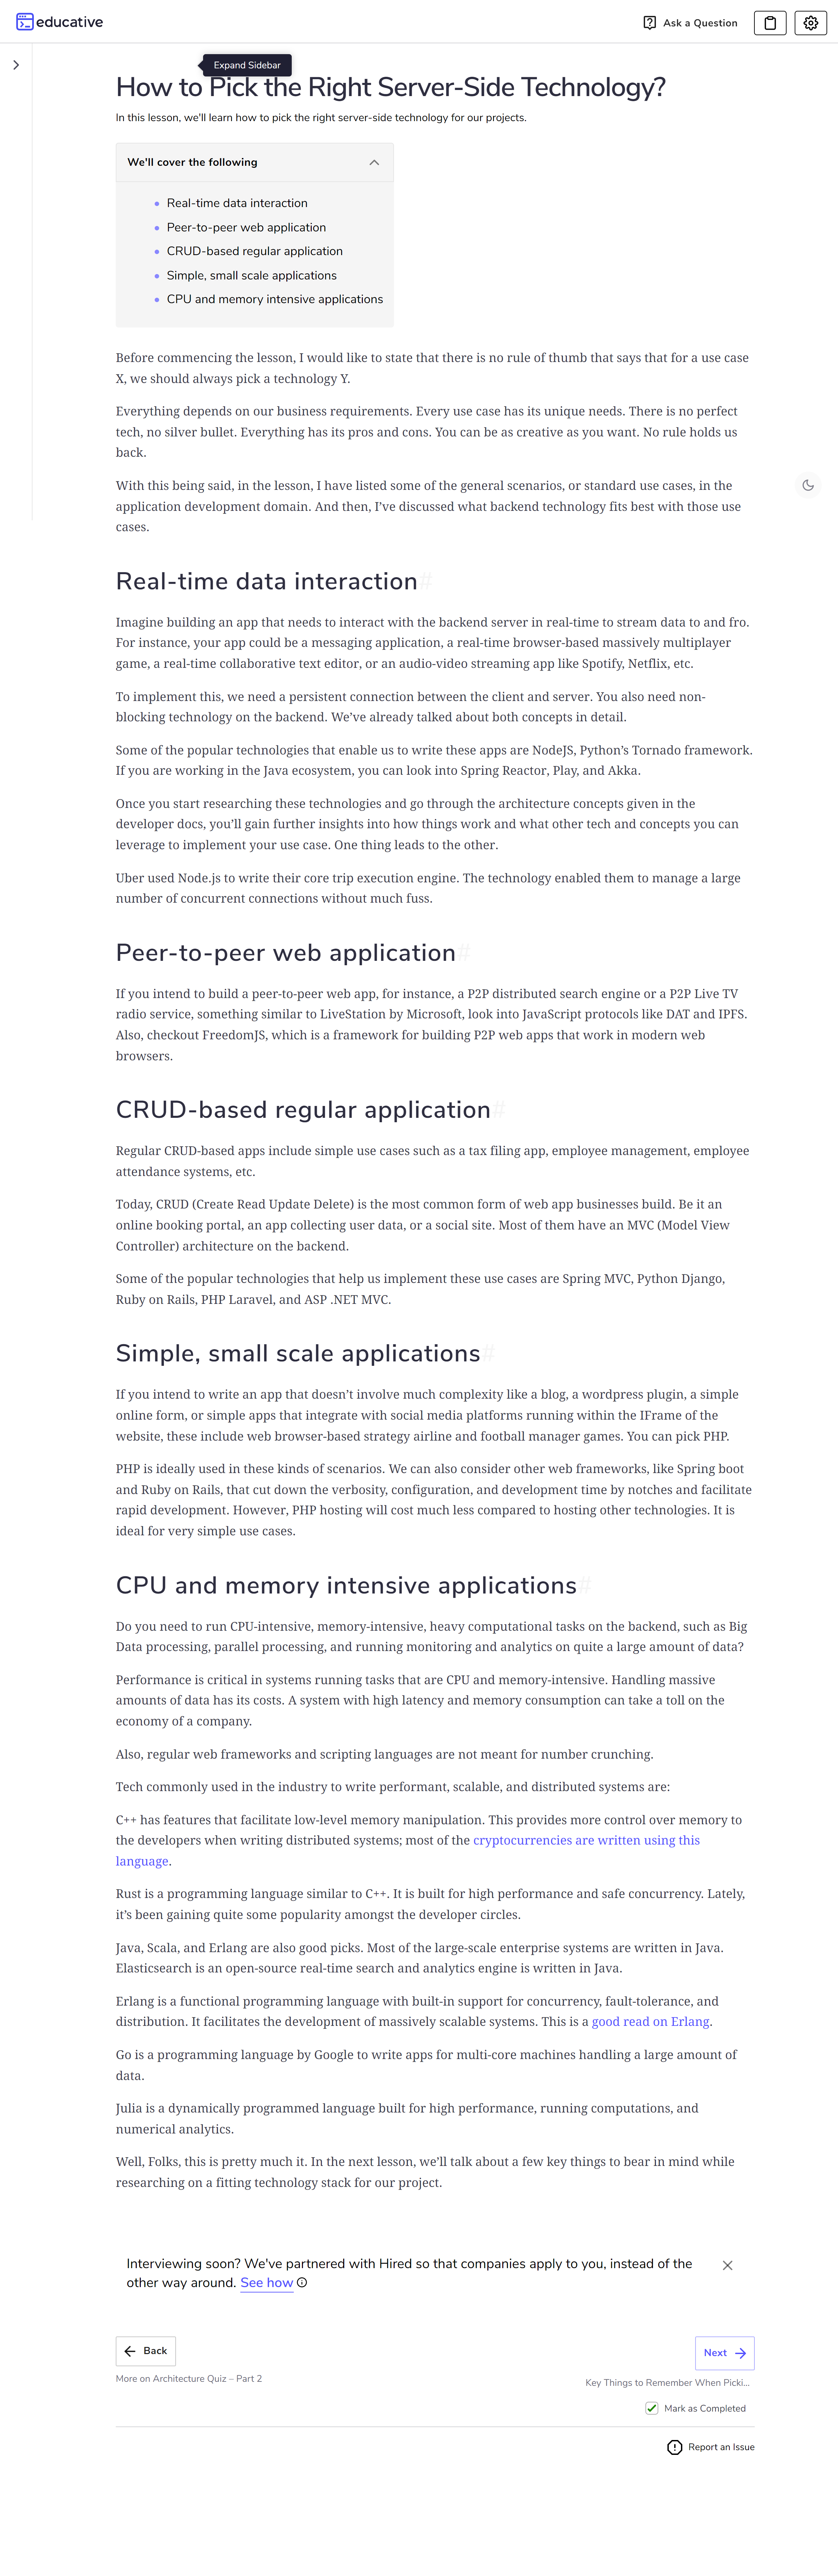 educative
Ask a Question
Expand Sidebar
How to Pick the Right Server-Side Technology?
In this lesson, we'll learn how to pick the right server-side technology for our projects.
We'll cover the following
Real-time data interaction
Peer-to-peer web application
CRUD-based regular application
Simple, small scale applications
CPU and memory intensive applications
Before commencing the lesson, I would like to state that there is no rule of thumb that says that for a use case
X, we should always pick a technology Y.
Everything depends on our business requirements. Every use case has its unique needs. There is no perfect
tech, no silver bullet. Everything has its pros and cons. You can be as creative as you want. No rule holds us
back.
With this being said, in the lesson, I have listed some of the general scenarios, or standard use cases, in the
application development domain. And then, I’ve discussed what backend technology fits best with those use
cases.
Real-time data interaction#
Imagine building an app that needs to interact with the backend server in real-time to stream data to and fro.
For instance, your app could be a messaging application, a real-time browser-based massively multiplayer
game, a real-time collaborative text editor, or an audio-video streaming app like Spotify, Netflix, etc.
To implement this, we need a persistent connection between the client and server. You also need non-
blocking technology on the backend. We’ve already talked about both concepts in detail.
Some of the popular technologies that enable us to write these apps are NodeJS, Python’s Tornado framework.
If you are working in the Java ecosystem, you can look into Spring Reactor, Play, and Akka.
Once you start researching these technologies and go through the architecture concepts given in the
developer docs, you’ll gain further insights into how things work and what other tech and concepts you can
leverage to implement your use case. One thing leads to the other.
Uber used Node.js to write their core trip execution engine. The technology enabled them to manage a large
number of concurrent connections without much fuss.
Peer-to-peer web application#
If you intend to build a peer-to-peer web app, for instance, a P2P distributed search engine or a P2P Live TV
radio service, something similar to LiveStation by Microsoft, look into JavaScript protocols like DAT and IPFS.
Also, checkout FreedomJS, which is a framework for building P2P web apps that work in modern web
browsers.
CRUD-based regular application#
Regular CRUD-based apps include simple use cases such as a tax filing app, employee management, employee
attendance systems, etc.
Today, CRUD (Create Read Update Delete) is the most common form of web app businesses build. Be it an
online booking portal, an app collecting user data, or a social site. Most of them have an MVC (Model View
Controller) architecture on the backend.
Some of the popular technologies that help us implement these use cases are Spring MVC, Python Django,
Ruby on Rails, PHP Laravel, and ASP .NET MVC.
Simple, small scale applications#
If you intend to write an app that doesn’t involve much complexity like a blog, a wordpress plugin, a simple
online form, or simple apps that integrate with social media platforms running within the IFrame of the
website, these include web browser-based strategy airline and football manager games. You can pick PHP.
PHP is ideally used in these kinds of scenarios. We can also consider other web frameworks, like Spring boot
and Ruby on Rails, that cut down the verbosity, configuration, and development time by notches and facilitate
rapid development. However, PHP hosting will cost much less compared to hosting other technologies. It is
ideal for very simple use cases.
CPU and memory intensive applications#
Do you need to run CPU-intensive, memory-intensive, heavy computational tasks on the backend, such as Big
Data processing, parallel processing, and running monitoring and analytics on quite a large amount of data?
Performance is critical in systems running tasks that are CPU and memory-intensive. Handling massive
amounts of data has its costs. A system with high latency and memory consumption can take a toll on the
economy of a company.
Also, regular web frameworks and scripting languages are not meant for number crunching.
Tech commonly used in the industry to write performant, scalable, and distributed systems are:
C++ has features that facilitate low-level memory manipulation. This provides more control over memory to
the developers when writing distributed systems; most of the cryptocurrencies are written using this
language.
Rust is a programming language similar to C++. It is built for high performance and safe concurrency. Lately,
it’s been gaining quite some popularity amongst the developer circles.
Java, Scala, and Erlang are also good picks. Most of the large-scale enterprise systems are written in Java.
Elasticsearch is an open-source real-time search and analytics engine is written in Java.
Erlang is a functional programming language with built-in support for concurrency, fault-tolerance, and
distribution. It facilitates the development of massively scalable systems. This is a good read on Erlang.
Go is a programming language by Google to write apps for multi-core machines handling a large amount of
data.
Julia is a dynamically programmed language built for high performance, running computations, and
numerical analytics.
Well, Folks, this is pretty much it. In the next lesson, we’ll talk about a few key things to bear in mind while
researching on a fitting technology stack for our project.
Interviewing soon? We've partnered with Hired so that companies apply to you, instead of the
other way around. See how
Back
Next
More on Architecture Quiz – Part 2
Key Things to Remember When Picki...
Mark as Completed
Report an Issue